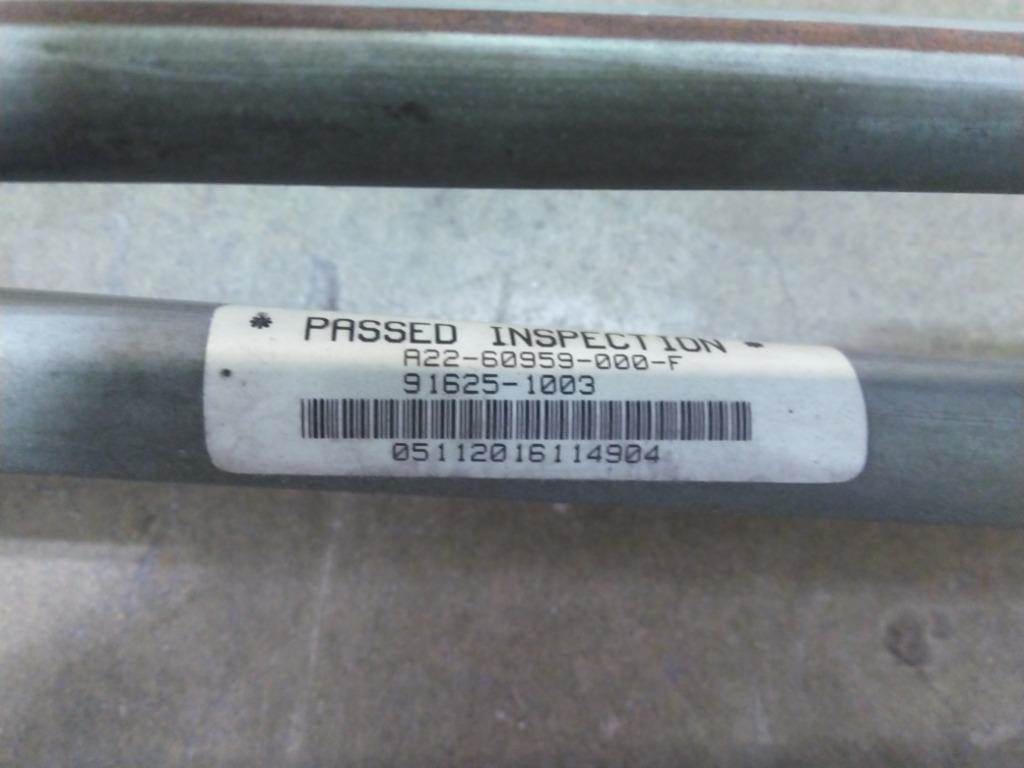 * PASSED INSPECTION *
A22-60959-000-F
91625-1003
05112016114904